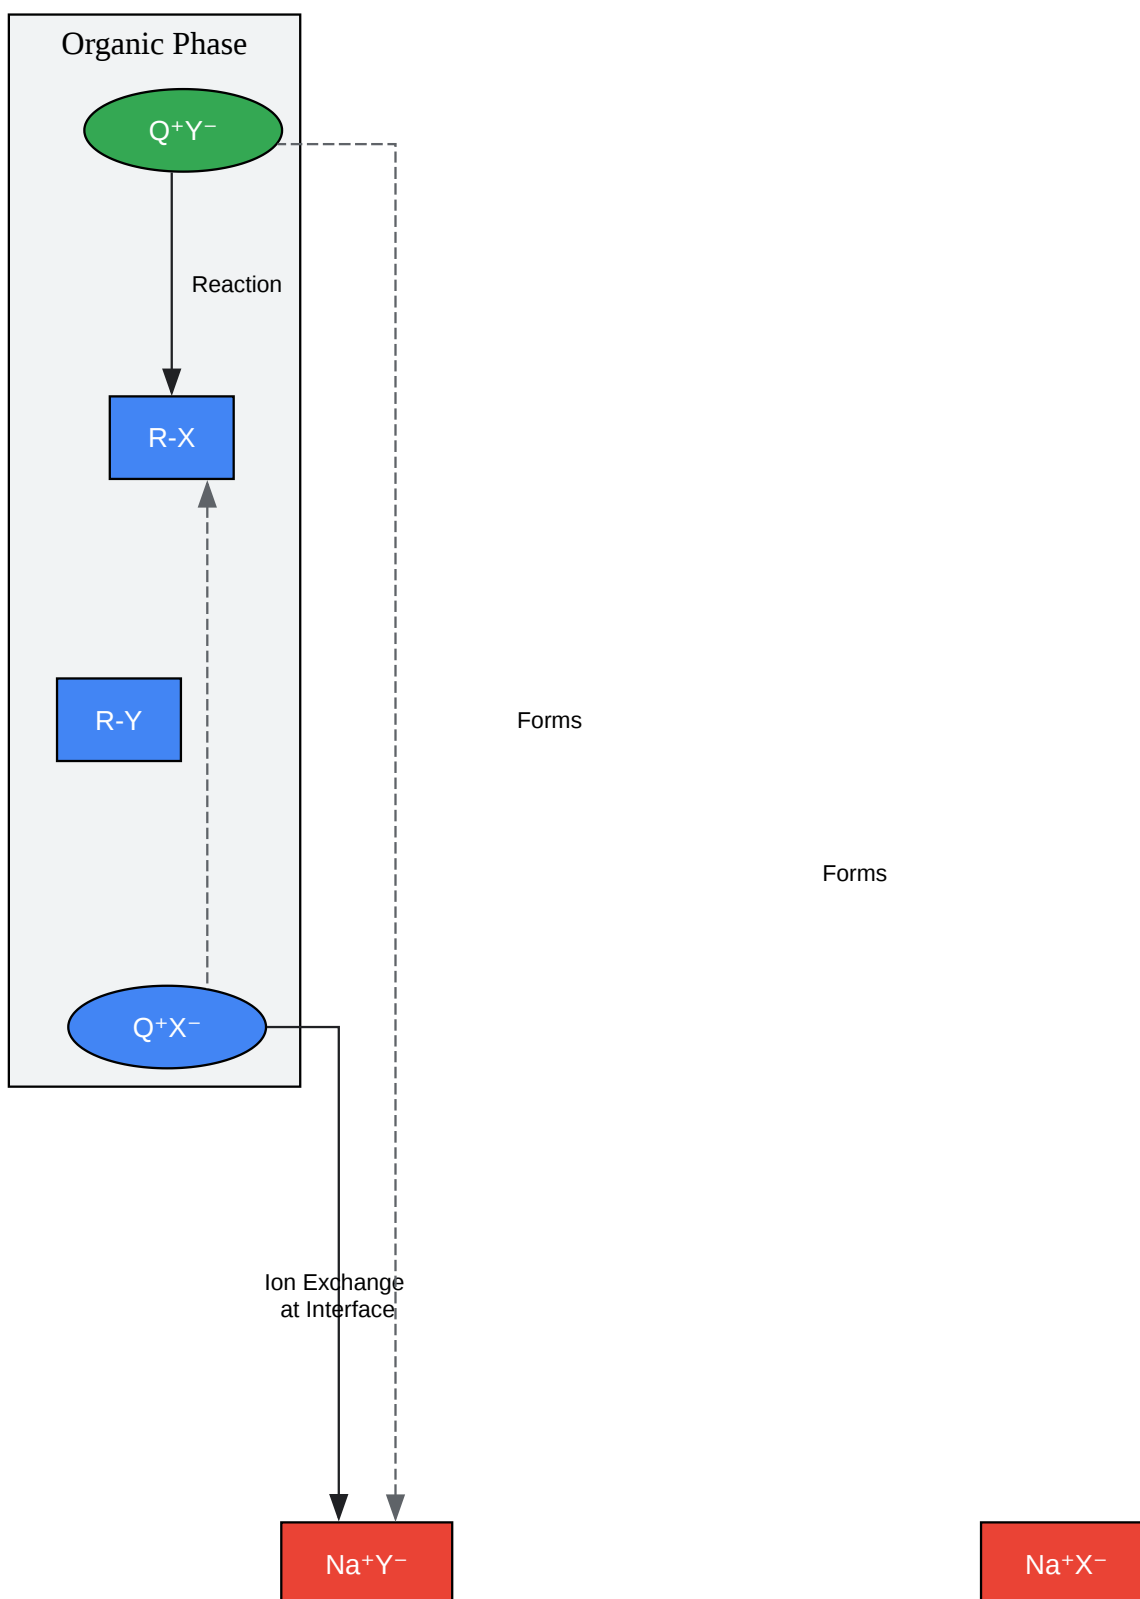 Organic Phase
Q⁺Y⁻
Reaction
R-X
R-Y
Forms
Forms
Q⁺X⁻
Ion Exchange
at Interface
Na⁺Y⁻
Na⁺X⁻